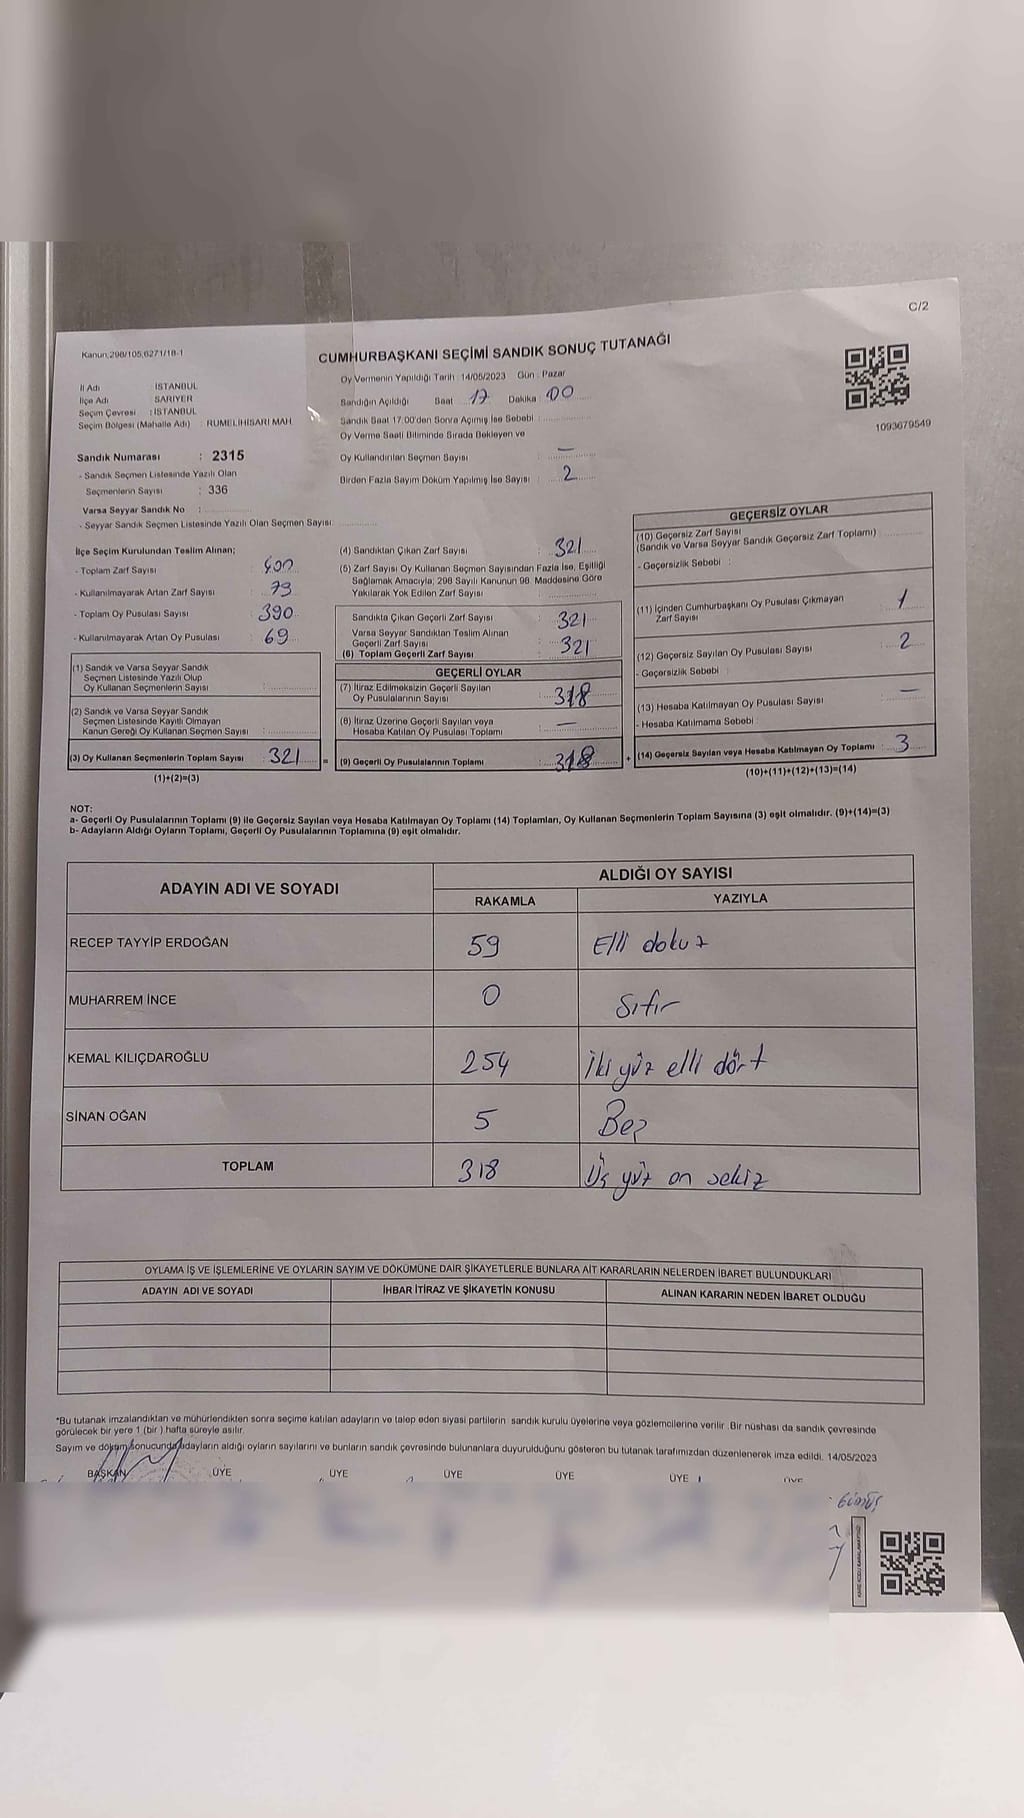 C/2
Kanun,298/105,6271/18-1
CUMHURBAŞKANI SEÇİMİ SANDIK SONUÇ TUTANAĞI
İl Adı İSTANBUL
İlçe Adı SARIYER
Seçim Çevresi : İSTANBUL
Seçim Bölgesi (Mahalle Adı) : RUMELİHİSARI MAH
Oy Vermenin Yapıldığı Tarih : 14/05/2023 Gün : Pazar
Sandığın Açıldığı Saat 17 Dakika : 00
Sandık Saat 17:00'den Sonra Açılmış İse Sebebi :
Oy Verme Saati Bitiminde Sırada Bekleyen ve
Oy Kullandırılan Seçmen Sayısı —
Birden Fazla Sayım Döküm Yapılmış İse Sayısı : 2
1093679549
Sandık Numarası : 2315
- Sandık Seçmen Listesinde Yazılı Olan
Seçmenlerin Sayısı : 336
Varsa Seyyar Sandık No :
- Seyyar Sandık Seçmen Listesinde Yazılı Olan Seçmen Sayısı:
İlçe Seçim Kurulundan Teslim Alınan;
- Toplam Zarf Sayısı : 400
- Kullanılmayarak Artan Zarf Sayısı : 79
- Toplam Oy Pusulası Sayısı : 390
- Kullanılmayarak Artan Oy Pusulası : 69
(1) Sandık ve Varsa Seyyar Sandık
Seçmen Listesinde Yazılı Olup
Oy Kullanan Seçmenlerin Sayısı :
(2) Sandık ve Varsa Seyyar Sandık
Seçmen Listesinde Kayıtlı Olmayan
Kanun Gereği Oy Kullanan Seçmen Sayısı :
(3) Oy Kullanan Seçmenlerin Toplam Sayısı : 321 =
(1)+(2)=(3)
(4) Sandıktan Çıkan Zarf Sayısı : 321
(5) Zarf Sayısı Oy Kullanan Seçmen Sayısından Fazla İse, Eşitliği
Sağlamak Amacıyla, 298 Sayılı Kanunun 98. Maddesine Göre
Yakılarak Yok Edilen Zarf Sayısı :
Sandıkta Çıkan Geçerli Zarf Sayısı : 321
Varsa Seyyar Sandıktan Teslim Alınan
Geçerli Zarf Sayısı :
(6) Toplam Geçerli Zarf Sayısı : 321
GEÇERLİ OYLAR
(7) İtiraz Edilmeksizin Geçerli Sayılan
Oy Pusulalarının Sayısı : 318
(8) İtiraz Üzerine Geçerli Sayılan veya
Hesaba Katılan Oy Pusulası Toplamı : —
(9) Geçerli Oy Pusulalarının Toplamı : 318 +
GEÇERSİZ OYLAR
(10) Geçersiz Zarf Sayısı
(Sandık ve Varsa Seyyar Sandık Geçersiz Zarf Toplamı)
- Geçersizlik Sebebi :
(11) İçinden Cumhurbaşkanı Oy Pusulası Çıkmayan
Zarf Sayısı : 1
(12) Geçersiz Sayılan Oy Pusulası Sayısı : 2
- Geçersizlik Sebebi :
(13) Hesaba Katılmayan Oy Pusulası Sayısı : —
- Hesaba Katılmama Sebebi :
(14) Geçersiz Sayılan veya Hesaba Katılmayan Oy Toplamı : 3
(10)+(11)+(12)+(13)=(14)
NOT:
a- Geçerli Oy Pusulalarının Toplamı (9) ile Geçersiz Sayılan veya Hesaba Katılmayan Oy Toplamı (14) Toplamları, Oy Kullanan Seçmenlerin Toplam Sayısına (3) eşit olmalıdır. (9)+(14)=(3)
b- Adayların Aldığı Oyların Toplamı, Geçerli Oy Pusulalarının Toplamına (9) eşit olmalıdır.
ADAYIN ADI VE SOYADI
ALDIĞI OY SAYISI
RAKAMLA YAZIYLA
RECEP TAYYİP ERDOĞAN 59 Elli dokuz
MUHARREM İNCE 0 Sıfır
KEMAL KILIÇDAROĞLU 254 İki yüz elli dört
SİNAN OĞAN 5 Beş
TOPLAM 318 Üç yüz on sekiz
OYLAMA İŞ VE İŞLEMLERİNE VE OYLARIN SAYIM VE DÖKÜMÜNE DAİR ŞİKAYETLERLE BUNLARA AİT KARARLARIN NELERDEN İBARET BULUNDUKLARI
ADAYIN ADI VE SOYADI İHBAR İTİRAZ VE ŞİKAYETİN KONUSU ALINAN KARARIN NEDEN İBARET OLDUĞU
*Bu tutanak imzalandıktan ve mühürlendikten sonra seçime katılan adayların ve talep eden siyasi partilerin sandık kurulu üyelerine veya gözlemcilerine verilir. Bir nüshası da sandık çevresinde
görülecek bir yere 1 (bir ) hafta süreyle asılır.
Sayım ve döküm sonucunda adayların aldığı oyların sayılarını ve bunların sandık çevresinde bulunanlara duyurulduğunu gösteren bu tutanak tarafımızdan düzenlenerek imza edildi. 14/05/2023
BAŞKAN ÜYE ÜYE ÜYE ÜYE ÜYE ÜYE